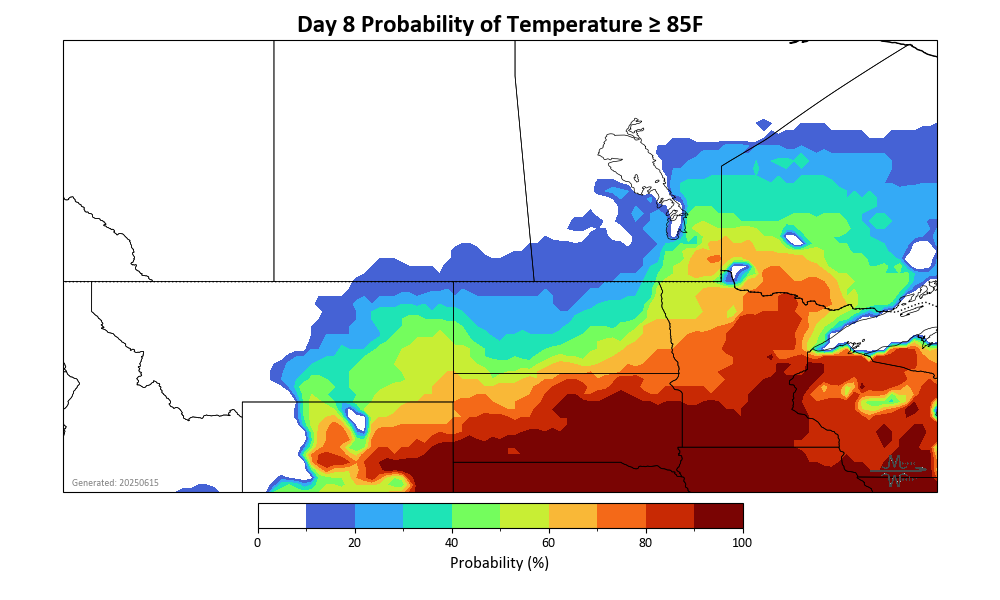 Day 8 Probability of Temperature ≥ 85F
Generated: 20250615
0 20 40 60 80 100
Probability (%)